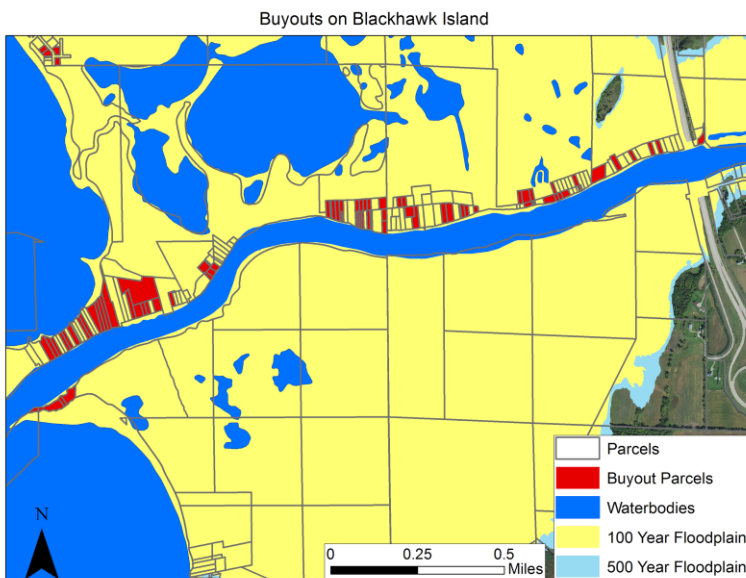 Buyouts on Blackhawk Island
Parcels
Buyout Parcels
Waterbodies
100 Year Floodplain
500 Year Floodplain
N
0 0.25 0.5
Miles